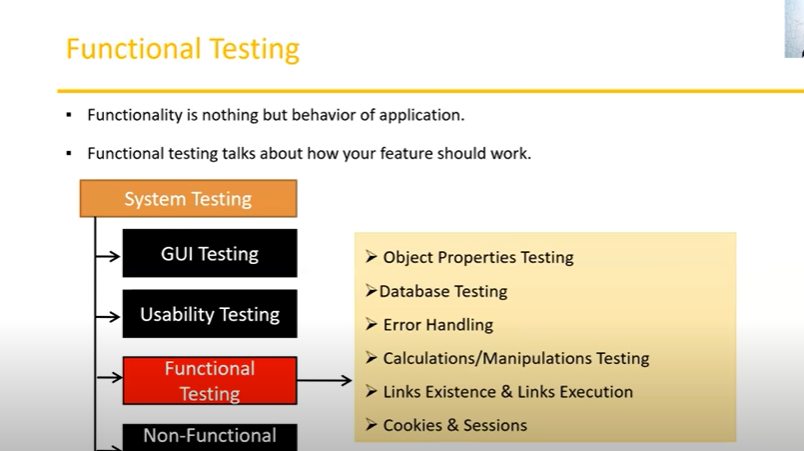 Functional Testing
▪ Functionality is nothing but behavior of application.
▪ Functional testing talks about how your feature should work.
System Testing
GUI Testing
Usability Testing
Functional
Testing
Non-Functional
➢ Object Properties Testing
➢Database Testing
➢ Error Handling
➢ Calculations/Manipulations Testing
➢ Links Existence & Links Execution
➢ Cookies & Sessions